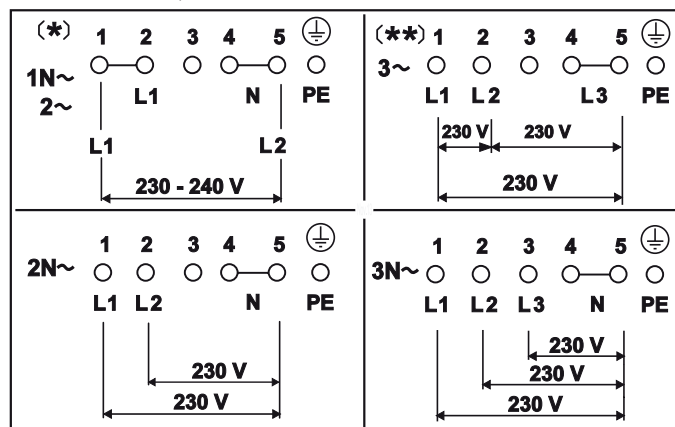 (*) 1 2 3 4 5
1N~ L1 N PE
2~
L1 L2
230 - 240 V
(**) 1 2 3 4 5
3~
L1 L2 L3 PE
230 V 230 V
230 V
1 2 3 4 5
2N~
L1 L2 N PE
230 V
230 V
1 2 3 4 5
3N~
L1 L2 L3 N PE
230 V
230 V
230 V